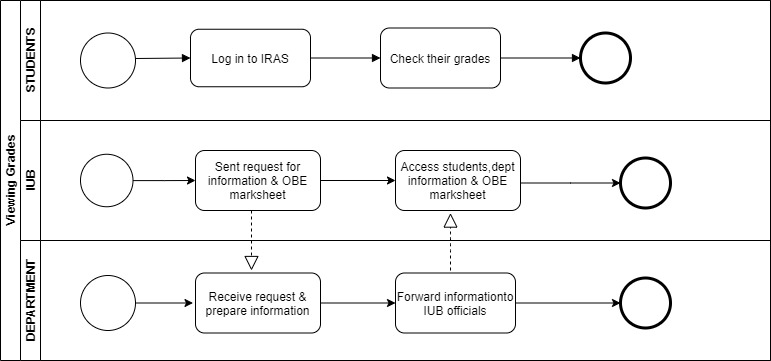 Viewing Grades
STUDENTS
Log in to IRAS
Check their grades
IUB
Sent request for
information & OBE
marksheet
Access students,dept
information & OBE
marksheet
DEPARTMENT
Receive request &
prepare information
Forward informationto
IUB officials